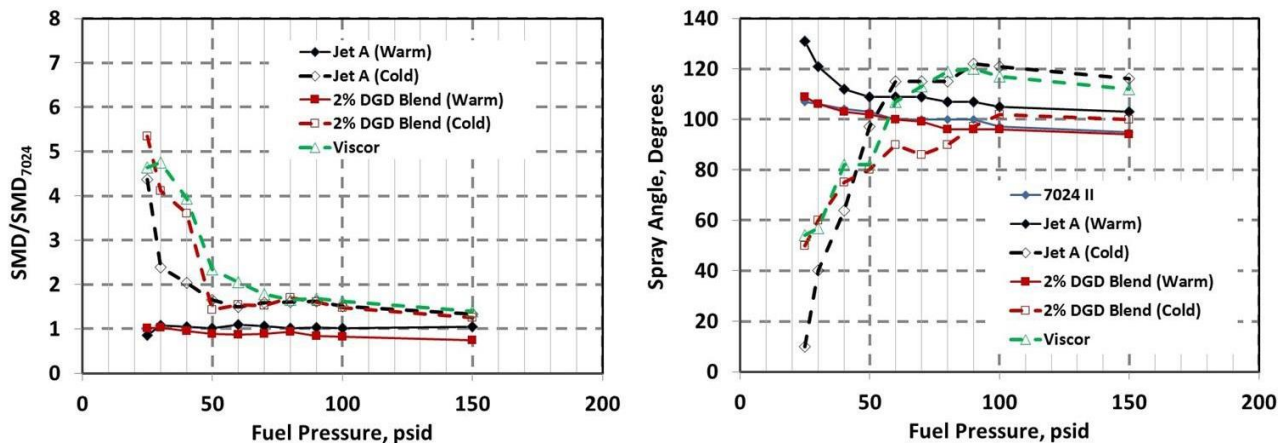 8
7
6
5
4
3
2
1
0
SMD/SMD7024
Jet A (Warm)
Jet A (Cold)
2% DGD Blend (Warm)
2% DGD Blend (Cold)
Viscor
0 50 100 150 200
Fuel Pressure, psid
140
120
100
80
60
40
20
0
Spray Angle, Degrees
7024 II
Jet A (Warm)
Jet A (Cold)
2% DGD Blend (Warm)
2% DGD Blend (Cold)
Viscor
0 50 100 150 200
Fuel Pressure, psid